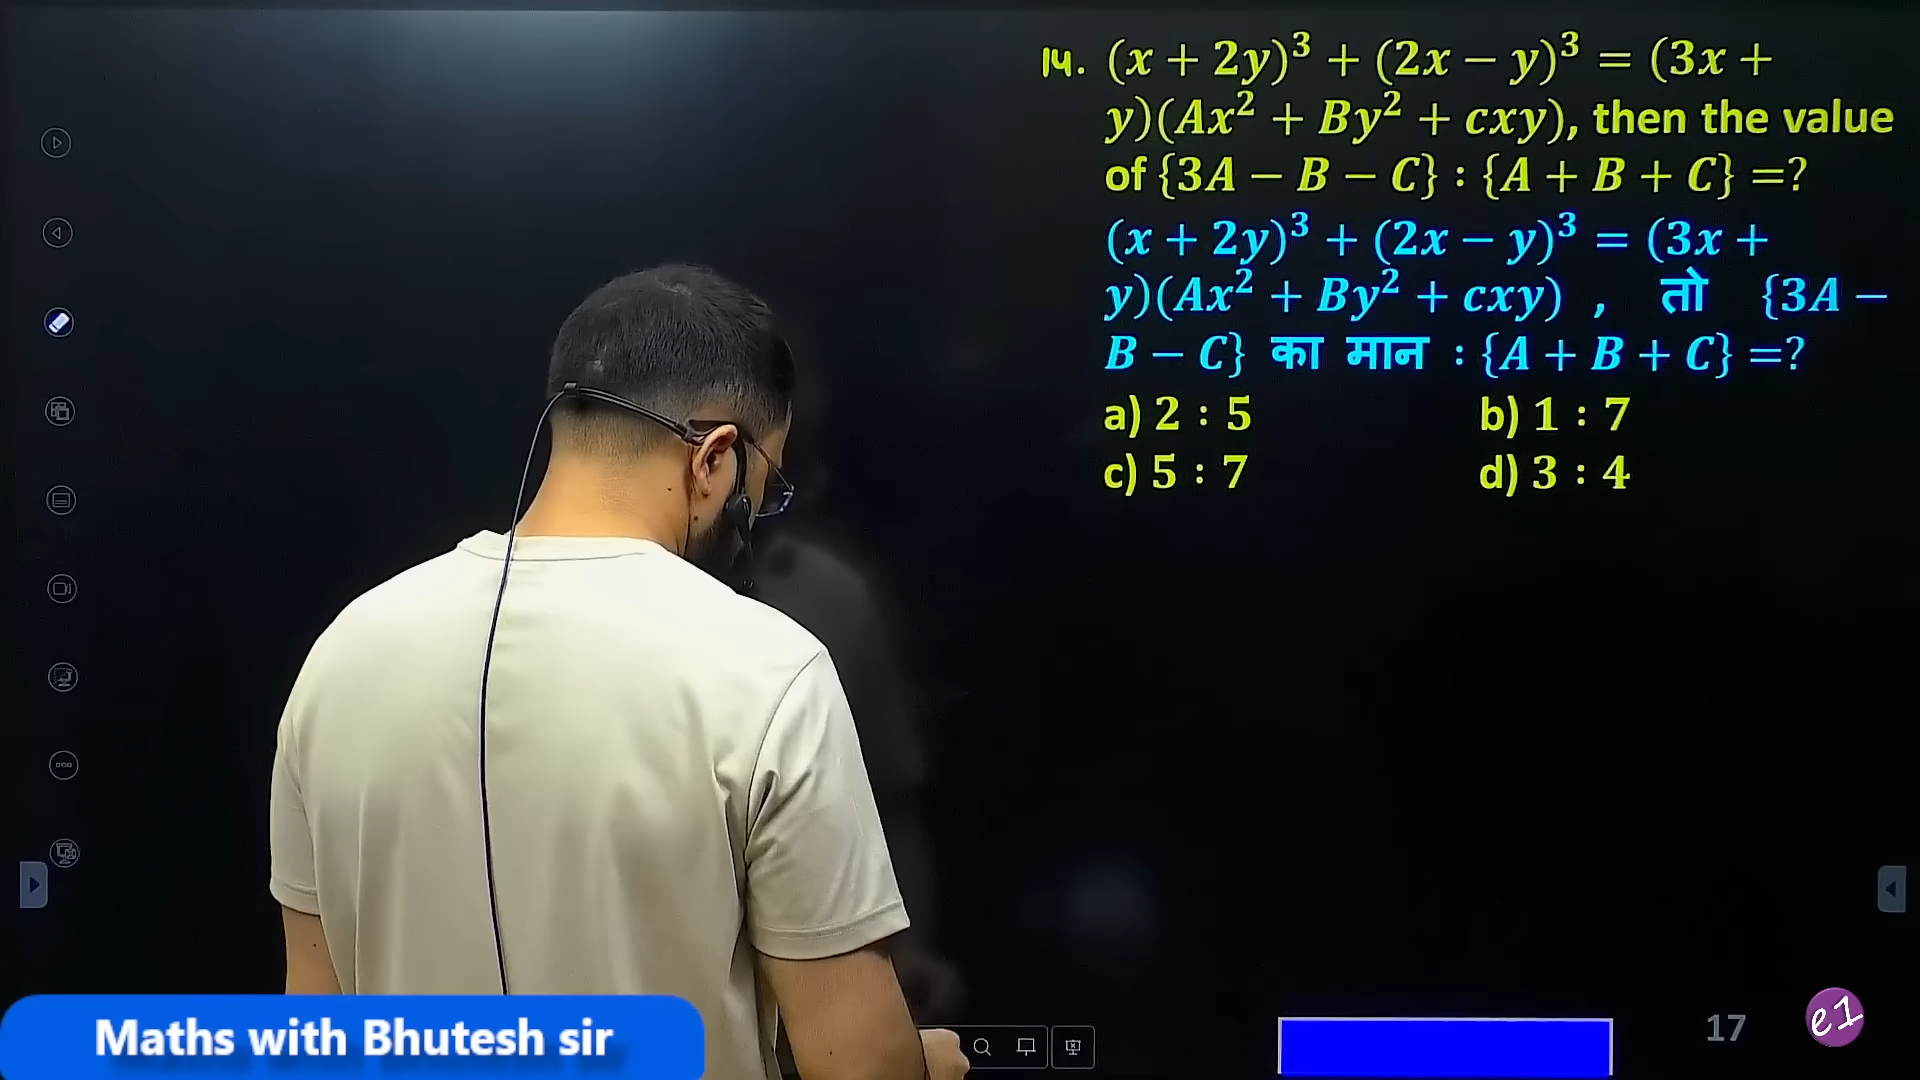 14. (x + 2y)³ + (2x − y)³ = (3x +
y)(Ax² + By² + cxy), then the value
of {3A − B − C} : {A + B + C} =?
(x + 2y)³ + (2x − y)³ = (3x +
y)(Ax² + By² + cxy) , तो {3A −
B − C} का मान : {A + B + C} =?
a) 2 : 5 b) 1 : 7
c) 5 : 7 d) 3 : 4
Maths with Bhutesh sir
17
e1